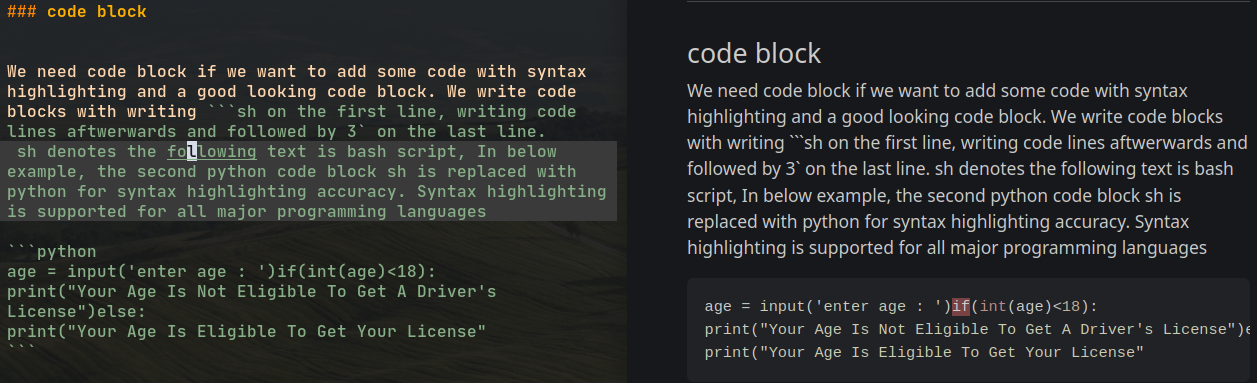 ### code block
We need code block if we want to add some code with syntax
highlighting and a good looking code block. We write code
blocks with writing ```sh on the first line, writing code
lines aftwerwards and followed by 3` on the last line.
sh denotes the following text is bash script, In below
example, the second python code block sh is replaced with
python for syntax highlighting accuracy. Syntax highlighting
is supported for all major programming languages
```python
age = input('enter age : ')if(int(age)<18):
print("Your Age Is Not Eligible To Get A Driver's
License")else:
print("Your Age Is Eligible To Get Your License"
```
code block
We need code block if we want to add some code with syntax
highlighting and a good looking code block. We write code blocks
with writing ```sh on the first line, writing code lines aftwerwards and
followed by 3` on the last line. sh denotes the following text is bash
script, In below example, the second python code block sh is
replaced with python for syntax highlighting accuracy. Syntax
highlighting is supported for all major programming languages
age = input('enter age : ')if(int(age)<18):
print("Your Age Is Not Eligible To Get A Driver's License")e
print("Your Age Is Eligible To Get Your License"